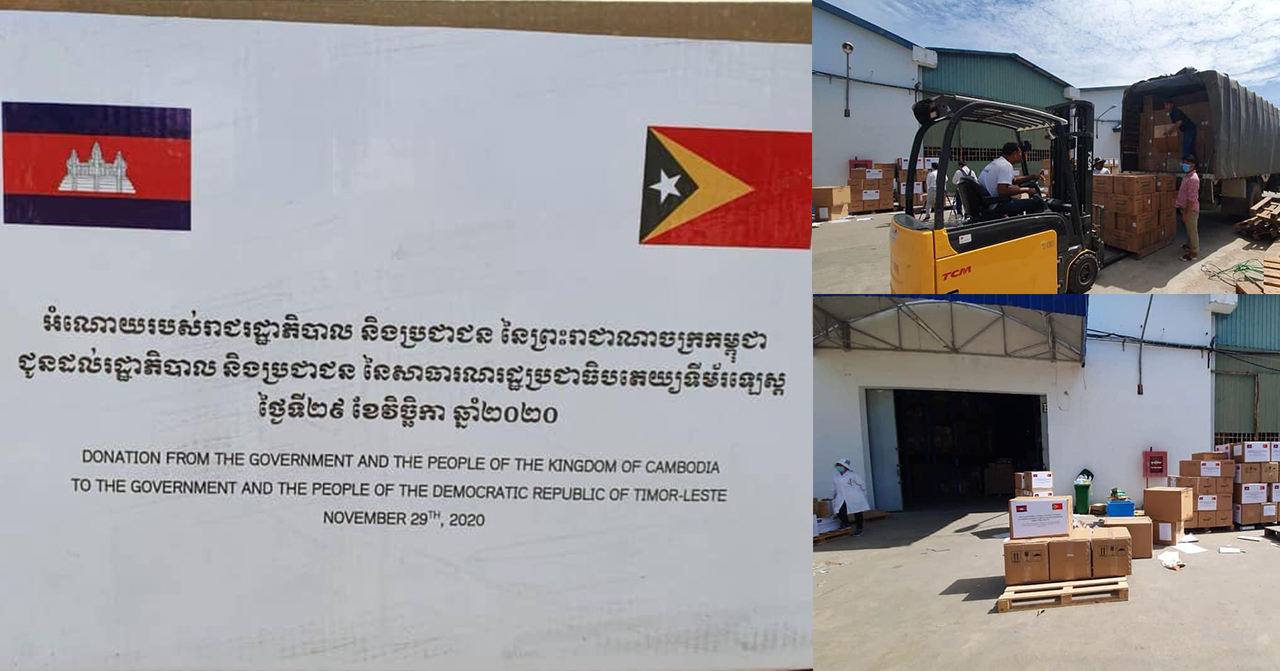 អំណោយរបស់រាជរដ្ឋាភិបាល និងប្រជាជន នៃព្រះរាជាណាចក្រកម្ពុជា
ជូនដល់រដ្ឋាភិបាល និងប្រជាជន នៃសាធារណរដ្ឋប្រជាធិបតេយ្យទីម័រឡេស្ត
ថ្ងៃទី២៩ ខែវិច្ឆិកា ឆ្នាំ២០២០
DONATION FROM THE GOVERNMENT AND THE PEOPLE OF THE KINGDOM OF CAMBODIA
TO THE GOVERNMENT AND THE PEOPLE OF THE DEMOCRATIC REPUBLIC OF TIMOR-LESTE
NOVEMBER 29TH, 2020
TCM
TCM